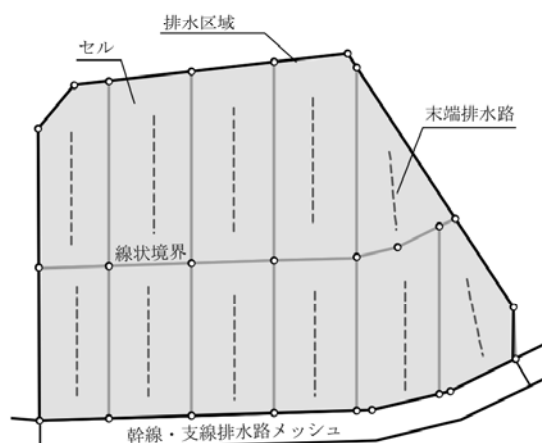 排水区域
セル
末端排水路
線状境界
幹線・支線排水路メッシュ